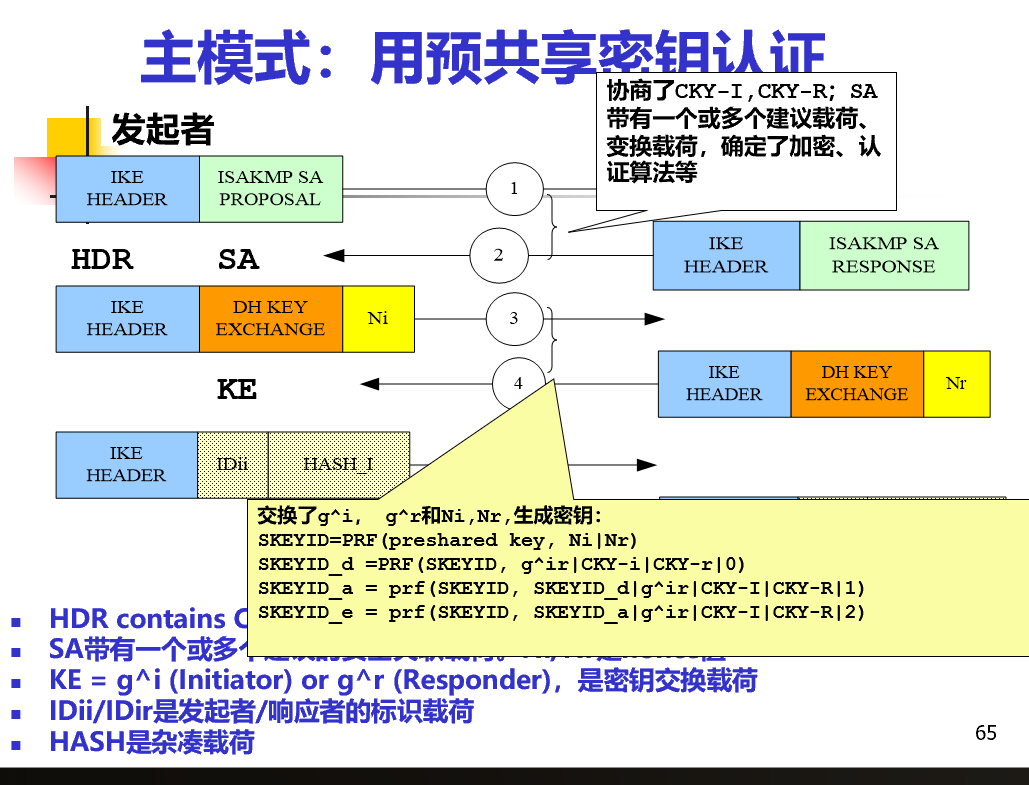 主模式：用预共享密钥认证
协商了CKY-I,CKY-R；SA
带有一个或多个建议载荷、
变换载荷，确定了加密、认
证算法等
发起者
IKE
HEADER
ISAKMP SA
PROPOSAL
1
HDR
SA
2
IKE
HEADER
ISAKMP SA
RESPONSE
IKE
HEADER
DH KEY
EXCHANGE
Ni
3
KE
4
IKE
HEADER
DH KEY
EXCHANGE
Nr
IKE
HEADER
IDii
HASH_I
交换了g^i, g^r和Ni,Nr,生成密钥：
SKEYID=PRF(preshared key, Ni|Nr)
SKEYID_d =PRF(SKEYID, g^ir|CKY-i|CKY-r|0)
SKEYID_a = prf(SKEYID, SKEYID_d|g^ir|CKY-I|CKY-R|1)
SKEYID_e = prf(SKEYID, SKEYID_a|g^ir|CKY-I|CKY-R|2)
HDR contains
SA带有一个或多个
KE = g^i (Initiator) or g^r (Responder)，是密钥交换载荷
IDii/IDir是发起者/响应者的标识载荷
HASH是杂凑载荷
65